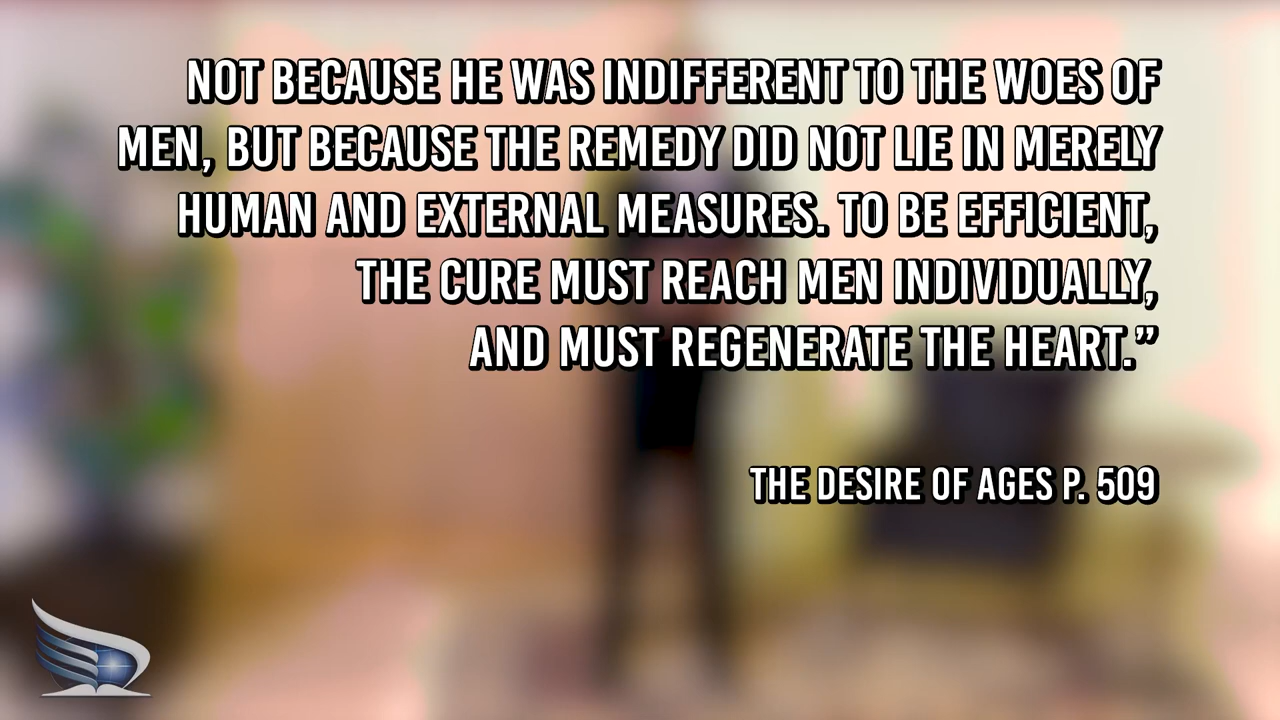 NOT BECAUSE HE WAS INDIFFERENT TO THE WOES OF
MEN, BUT BECAUSE THE REMEDY DID NOT LIE IN MERELY
HUMAN AND EXTERNAL MEASURES. TO BE EFFICIENT,
THE CURE MUST REACH MEN INDIVIDUALLY,
AND MUST REGENERATE THE HEART.”
THE DESIRE OF AGES P. 509